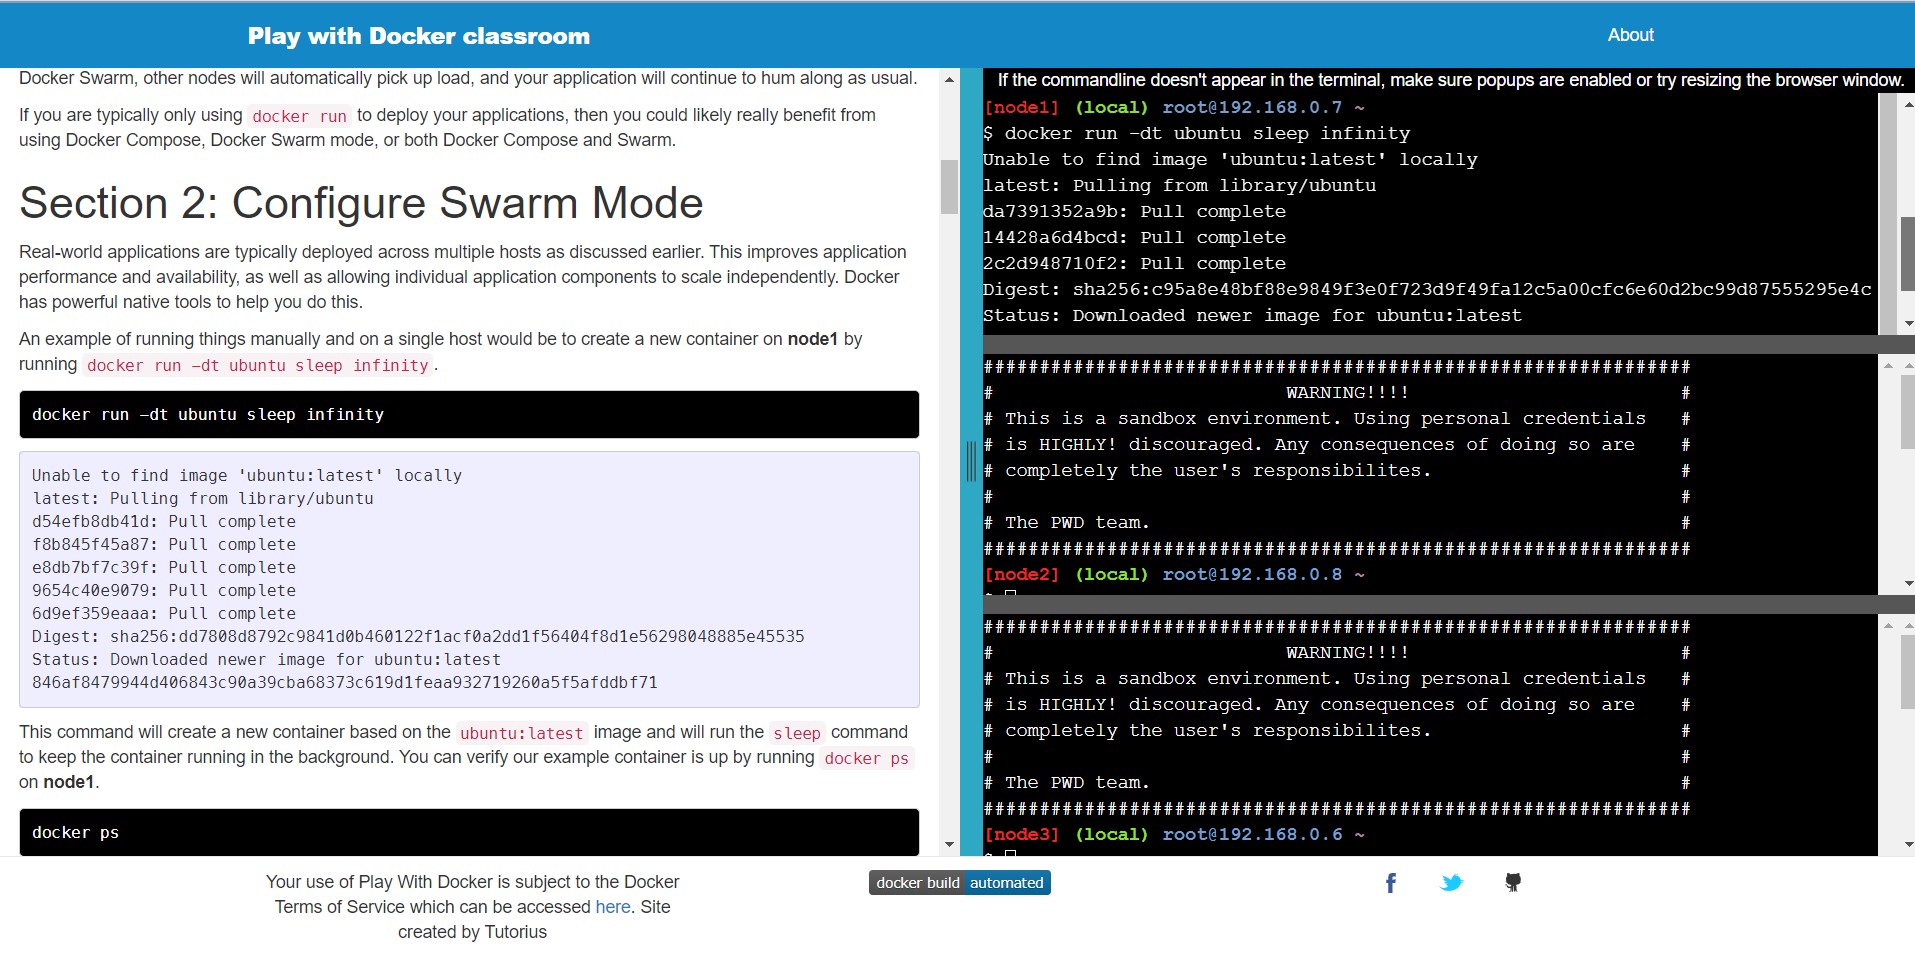 Play with Docker classroom
About
Docker Swarm, other nodes will automatically pick up load, and your application will continue to hum along as usual.
If you are typically only using docker run to deploy your applications, then you could likely really benefit from
using Docker Compose, Docker Swarm mode, or both Docker Compose and Swarm.
Section 2: Configure Swarm Mode
Real-world applications are typically deployed across multiple hosts as discussed earlier. This improves application
performance and availability, as well as allowing individual application components to scale independently. Docker
has powerful native tools to help you do this.
An example of running things manually and on a single host would be to create a new container on node1 by
running docker run -dt ubuntu sleep infinity.
docker run -dt ubuntu sleep infinity
Unable to find image 'ubuntu:latest' locally
latest: Pulling from library/ubuntu
d54efb8db41d: Pull complete
f8b845f45a87: Pull complete
e8db7bf7c39f: Pull complete
9654c40e9079: Pull complete
6d9ef359eaaa: Pull complete
Digest: sha256:dd7808d8792c9841d0b460122f1acf0a2dd1f56404f8d1e56298048885e45535
Status: Downloaded newer image for ubuntu:latest
846af8479944d406843c90a39cba68373c619d1feaa932719260a5f5afddbf71
This command will create a new container based on the ubuntu:latest image and will run the sleep command
to keep the container running in the background. You can verify our example container is up by running docker ps
on node1.
docker ps
If the commandline doesn't appear in the terminal, make sure popups are enabled or try resizing the browser window.
[node1] (local) root@192.168.0.7 ~
$ docker run -dt ubuntu sleep infinity
Unable to find image 'ubuntu:latest' locally
latest: Pulling from library/ubuntu
da7391352a9b: Pull complete
14428a6d4bcd: Pull complete
2c2d948710f2: Pull complete
Digest: sha256:c95a8e48bf88e9849f3e0f723d9f49fa12c5a00cfc6e60d2bc99d87555295e4c
Status: Downloaded newer image for ubuntu:latest
###############################################################
# WARNING!!!! #
# This is a sandbox environment. Using personal credentials #
# is HIGHLY! discouraged. Any consequences of doing so are #
# completely the user's responsibilites. #
# #
# The PWD team. #
###############################################################
[node2] (local) root@192.168.0.8 ~
###############################################################
# WARNING!!!! #
# This is a sandbox environment. Using personal credentials #
# is HIGHLY! discouraged. Any consequences of doing so are #
# completely the user's responsibilites. #
# #
# The PWD team. #
###############################################################
[node3] (local) root@192.168.0.6 ~
Your use of Play With Docker is subject to the Docker
Terms of Service which can be accessed here. Site
created by Tutorius
docker build automated